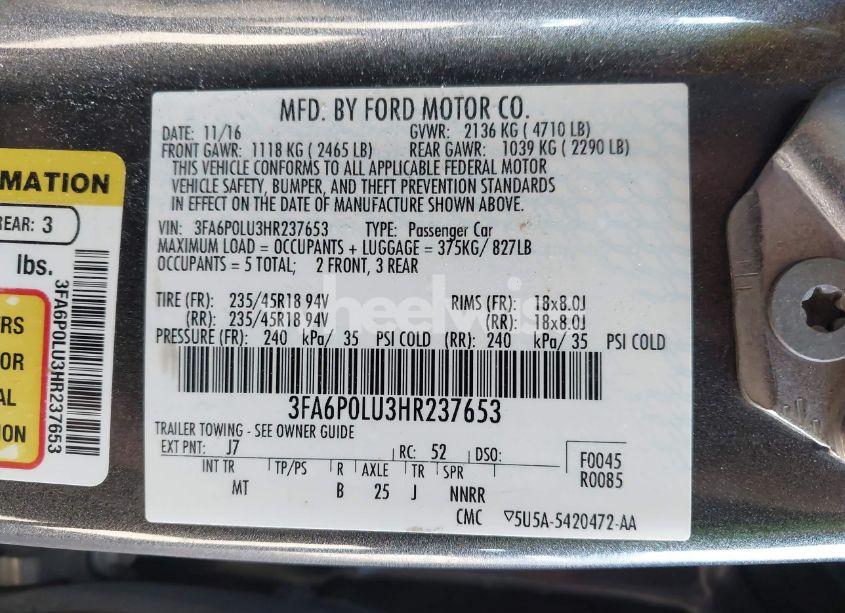 MFD. BY FORD MOTOR CO.
DATE: 11/16 GVWR: 2136 KG ( 4710 LB)
FRONT GAWR: 1118 KG ( 2465 LB) REAR GAWR: 1039 KG ( 2290 LB)
THIS VEHICLE CONFORMS TO ALL APPLICABLE FEDERAL MOTOR
VEHICLE SAFETY, BUMPER, AND THEFT PREVENTION STANDARDS
IN EFFECT ON THE DATE OF MANUFACTURE SHOWN ABOVE.
VIN: 3FA6P0LU3HR237653 TYPE: Passenger Car
MAXIMUM LOAD = OCCUPANTS + LUGGAGE = 375KG/ 827LB
OCCUPANTS = 5 TOTAL; 2 FRONT, 3 REAR
TIRE (FR): 235/45R18 94V RIMS (FR): 18x8.0J
(RR): 235/45R18 94V (RR): 18x8.0J
PRESSURE (FR): 240 kPa/ 35 PSI COLD (RR): 240 kPa/ 35 PSI COLD
3FA6P0LU3HR237653
TRAILER TOWING - SEE OWNER GUIDE
EXT PNT: J7 RC: 52 DSO:
F0045
R0085
INT TR TP/PS R AXLE TR SPR
MT B 25 J NNRR
CMC ▽5U5A-5420472-AA
MATION
REAR: 3
lbs.
TRS
OR
AL
ION
3FA6P0LU3HR237653
heelwis